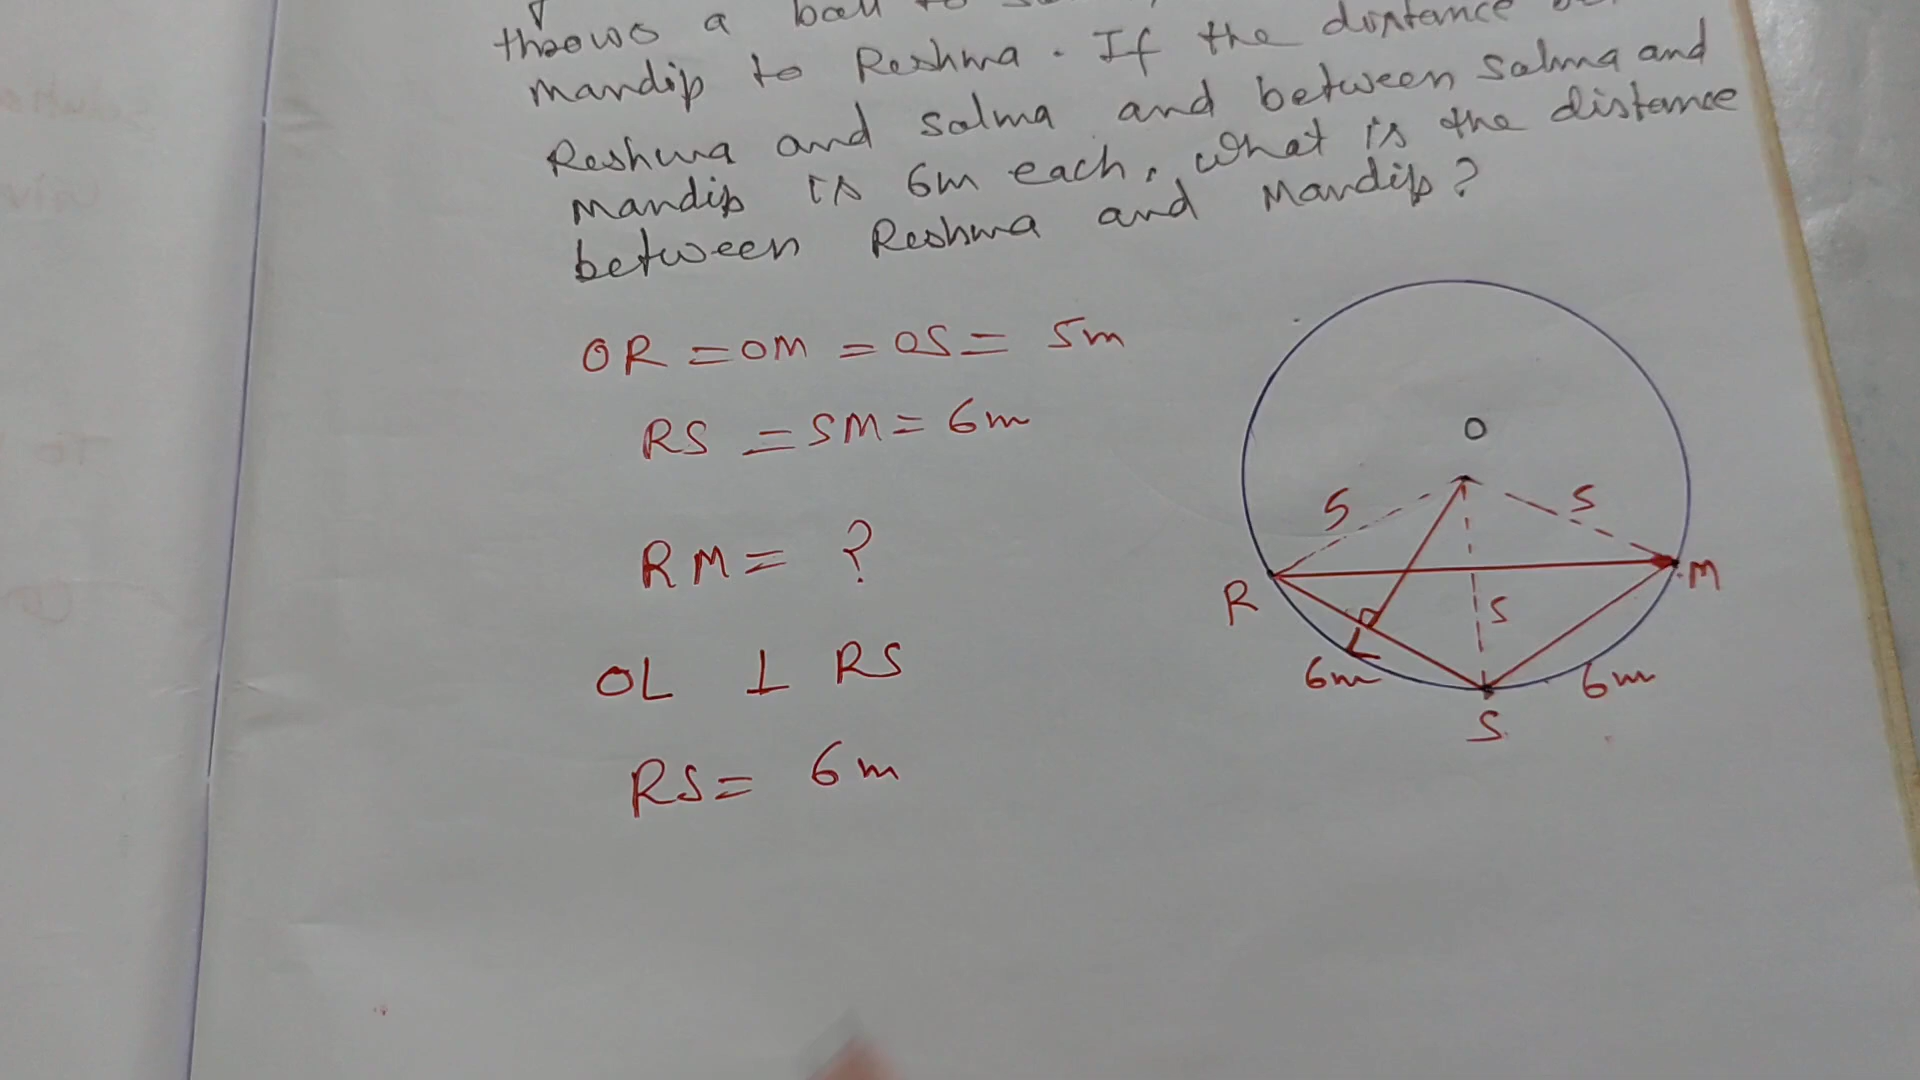 throws a ball to
mandip to Reshma. If the distance
Reshma and salma and between salma and
mandip is 6m each, what is the distance
between Reshma and Mandip?
OR = OM = OS = 5m
RS = SM = 6m
RM = ?
OL ⊥ RS
RS = 6m
O
5 5
R M
5
L
6m 6m
S